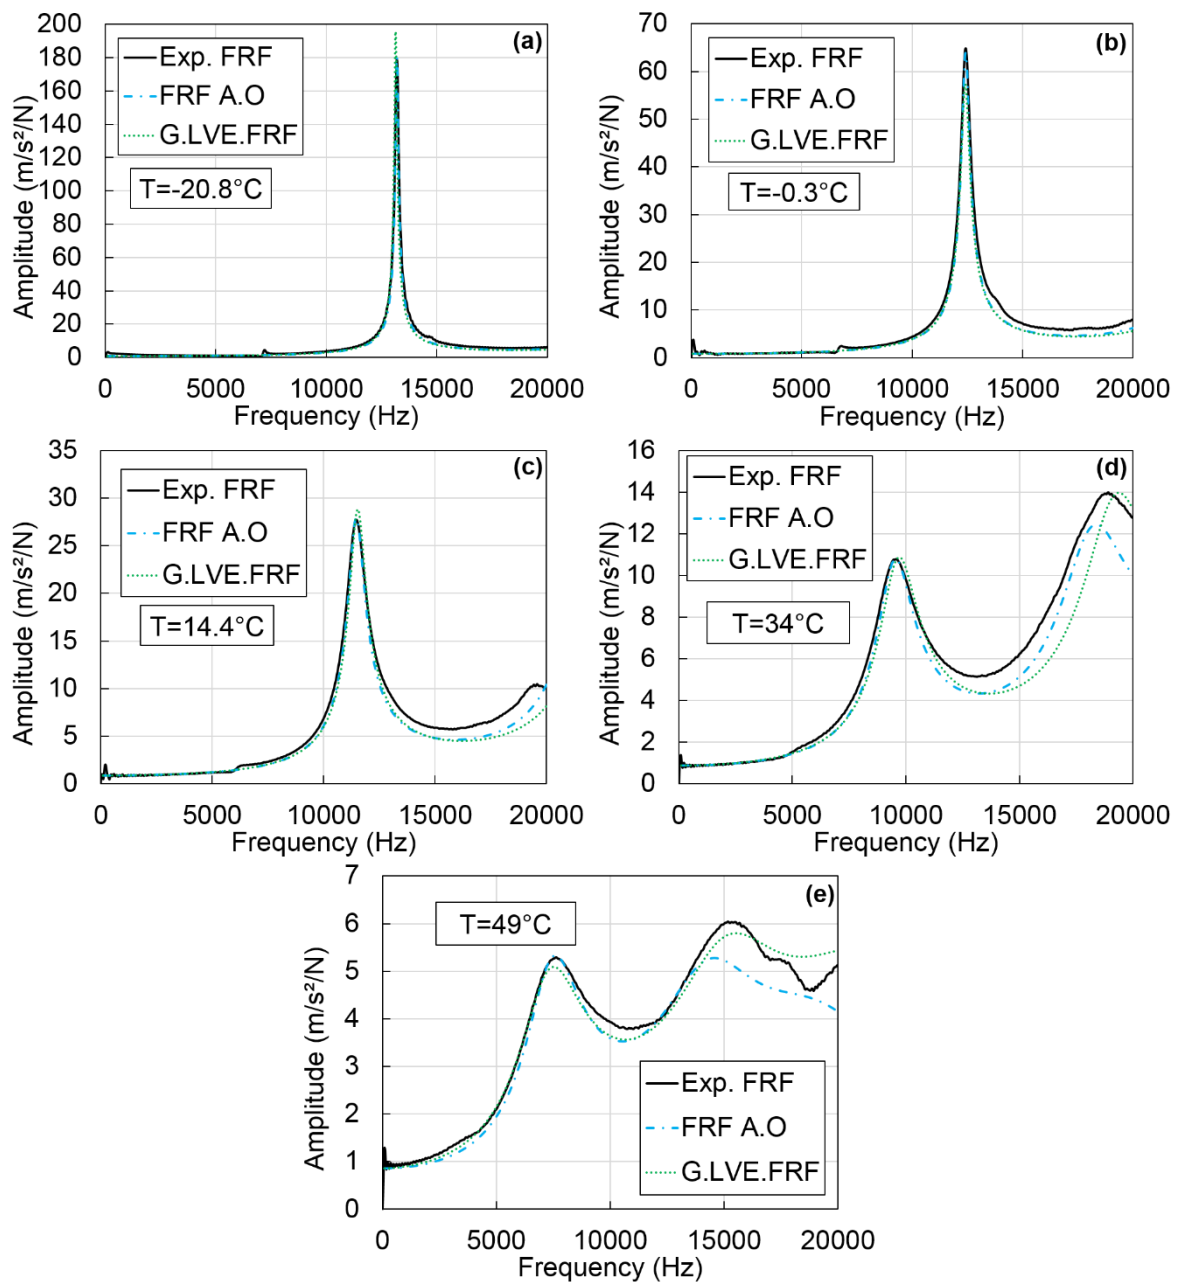 (a)
Amplitude (m/s²/N)
200
180
160
140
120
100
80
60
40
20
0
Exp. FRF
FRF A.O
G.LVE.FRF
T=-20.8°C
0 5000 10000 15000 20000
Frequency (Hz)
(b)
Amplitude (m/s²/N)
70
60
50
40
30
20
10
0
Exp. FRF
FRF A.O
G.LVE.FRF
T=-0.3°C
0 5000 10000 15000 20000
Frequency (Hz)
(c)
Amplitude (m/s²/N)
35
30
25
20
15
10
5
0
Exp. FRF
FRF A.O
G.LVE.FRF
T=14.4°C
0 5000 10000 15000 20000
Frequency (Hz)
(d)
Amplitude (m/s²/N)
16
14
12
10
8
6
4
2
0
Exp. FRF
FRF A.O
G.LVE.FRF
T=34°C
0 5000 10000 15000 20000
Frequency (Hz)
(e)
Amplitude (m/s²/N)
7
6
5
4
3
2
1
0
T=49°C
Exp. FRF
FRF A.O
G.LVE.FRF
0 5000 10000 15000 20000
Frequency (Hz)